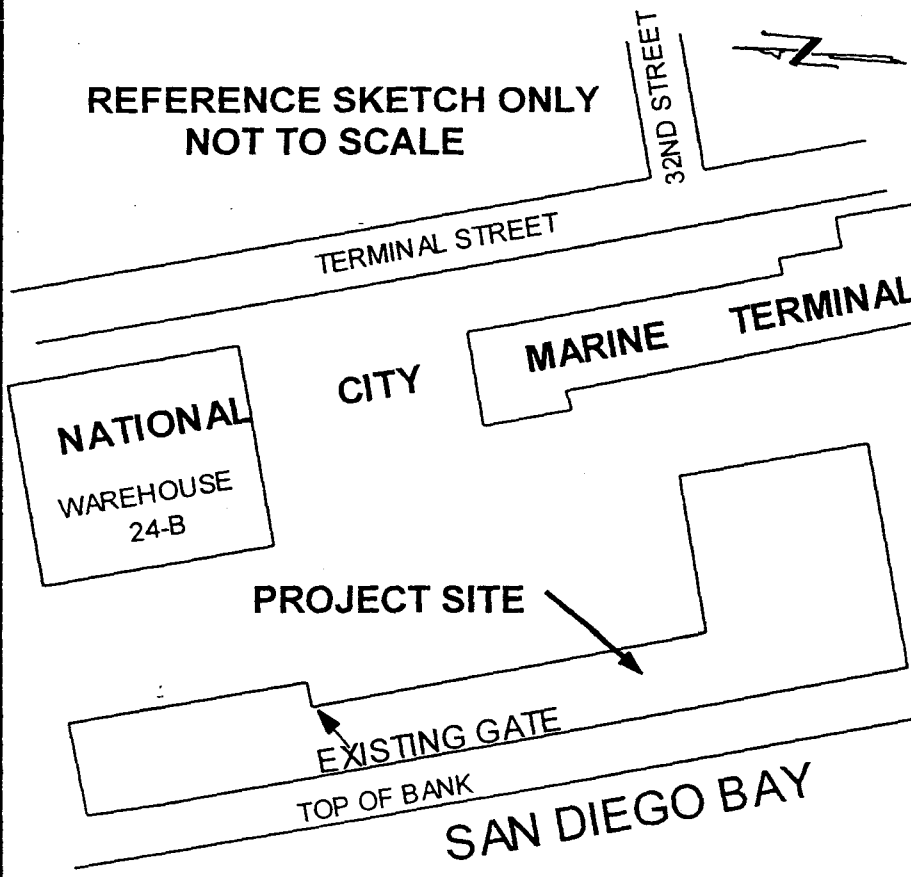 REFERENCE SKETCH ONLY
NOT TO SCALE
32ND STREET
TERMINAL STREET
NATIONAL CITY MARINE TERMINAL
WAREHOUSE
24-B
PROJECT SITE
EXISTING GATE
TOP OF BANK
SAN DIEGO BAY